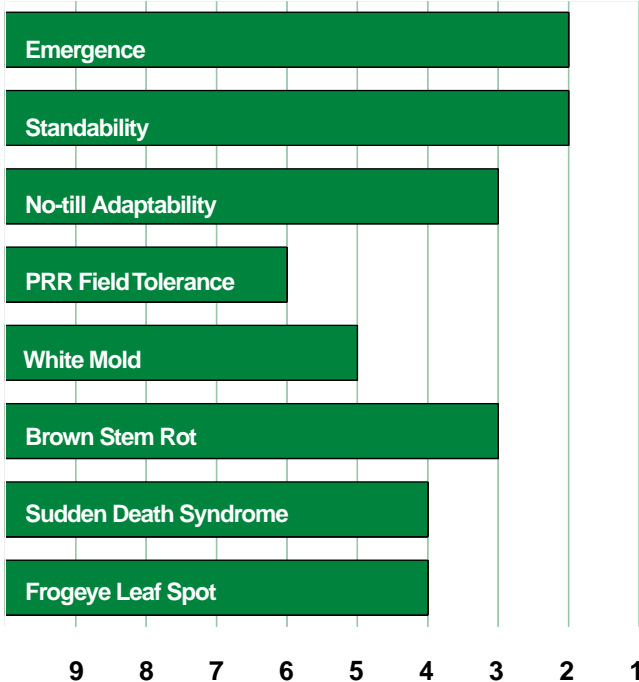 Emergence
Standability
No-till Adaptability
PRR Field Tolerance
White Mold
Brown Stem Rot
Sudden Death Syndrome
Frogeye Leaf Spot
9 8 7 6 5 4 3 2 1